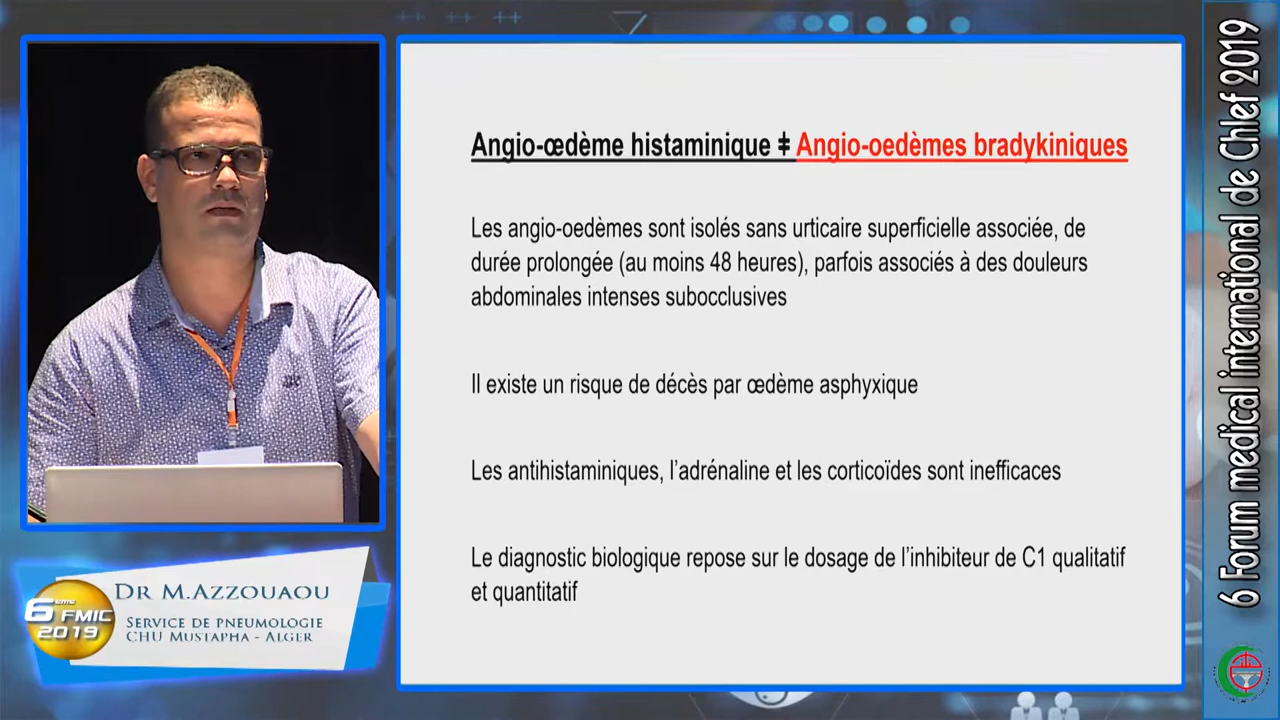 Angio-œdème histaminique ǂ Angio-oedèmes bradykiniques
Les angio-oedèmes sont isolés sans urticaire superficielle associée, de
durée prolongée (au moins 48 heures), parfois associés à des douleurs
abdominales intenses subocclusives
Il existe un risque de décès par œdème asphyxique
Les antihistaminiques, l’adrénaline et les corticoïdes sont inefficaces
Le diagnostic biologique repose sur le dosage de l’inhibiteur de C1 qualitatif
et quantitatif
6ème FMIC
2019
Dr M.Azzouaou
Service de pneumologie
CHU Mustapha - Alger
6 Forum medical international de Chlef 2019